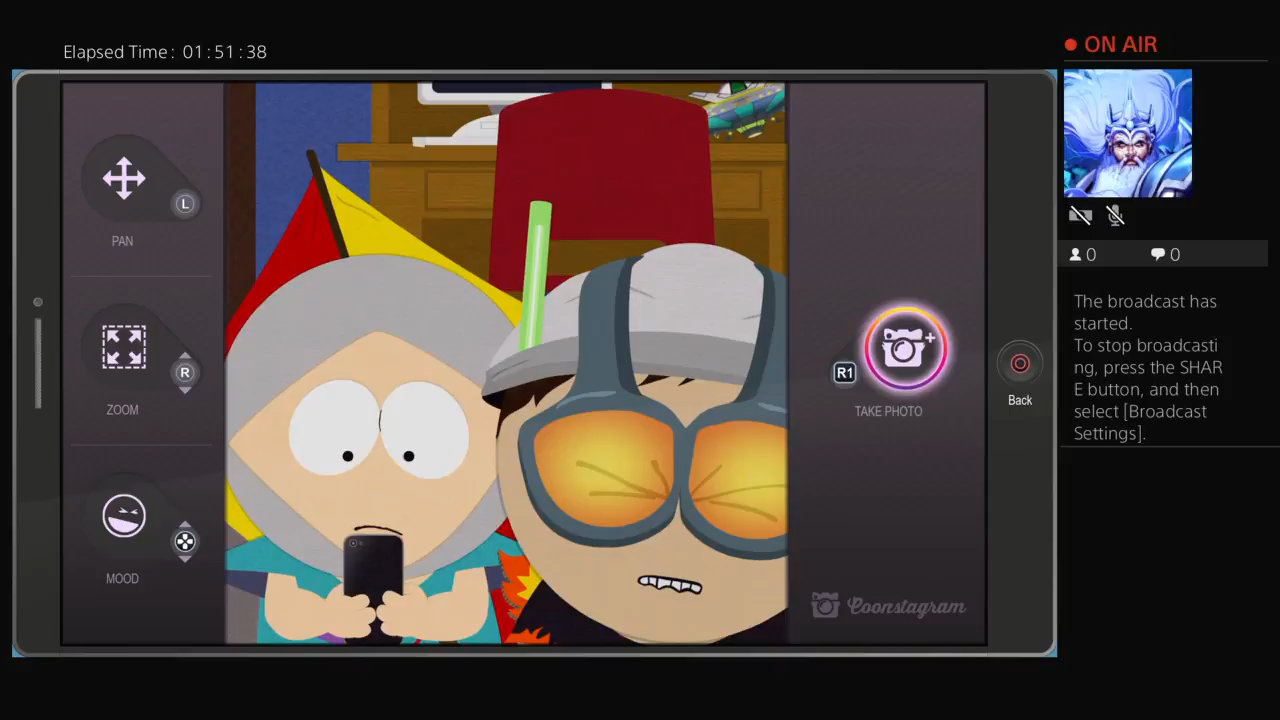 Elapsed Time: 01:51:38
ON AIR
L
PAN
R
ZOOM
MOOD
R1
TAKE PHOTO
Back
Coonstagram
0
0
The broadcast has
started.
To stop broadcasti
ng, press the SHAR
E button, and then
select [Broadcast
Settings].